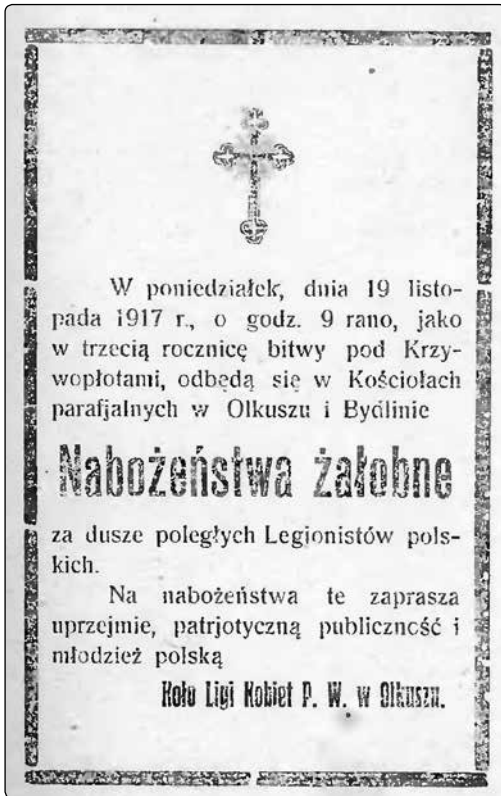 W poniedziałek, dnia 19 listo-
pada 1917 r., o godz. 9 rano, jako
w trzecią rocznicę bitwy pod Krzy-
wopłotami, odbędą się w Kościołach
parafjalnych w Olkuszu i Bydlinie
Nabożeństwa żałobne
za dusze poległych Legjonistów pols-
kich.
Na nabożeństwa te zaprasza
uprzejmie, patrjotyczną publiczność i
młodzież polską
Koło Ligi Kobiet P. W. w Olkuszu.